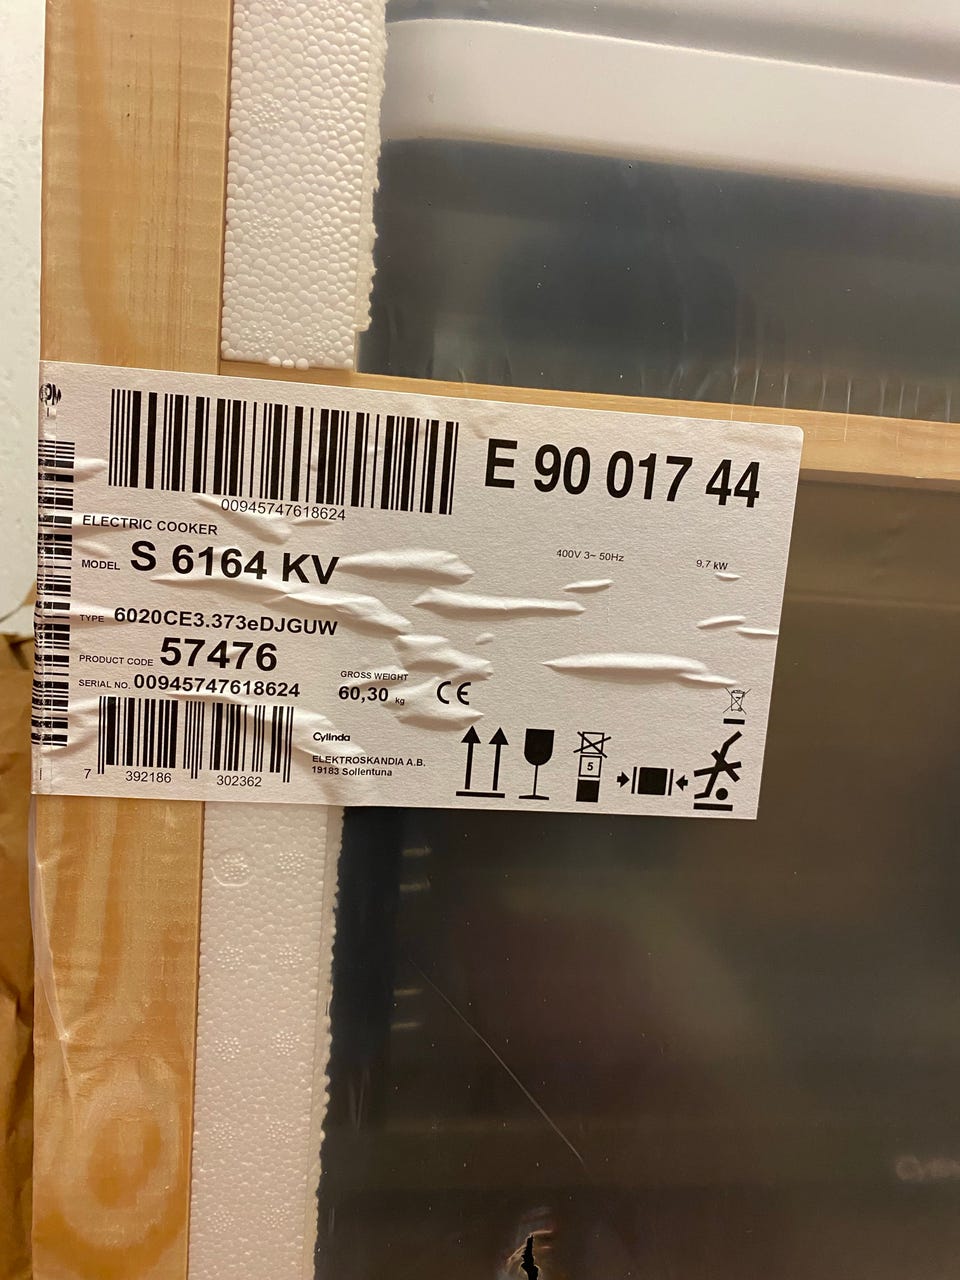 E 90 017 44
00945747618624
ELECTRIC COOKER
MODEL S 6164 KV
400V 3~ 50Hz 9,7 kW
TYPE 6020CE3.373eDJGUW
PRODUCT CODE 57476
SERIAL NO. 00945747618624
GROSS WEIGHT
60,30 kg
CE
7 392186 302362
Cylinda
ELEKTROSKANDIA A.B.
19183 Sollentuna
5